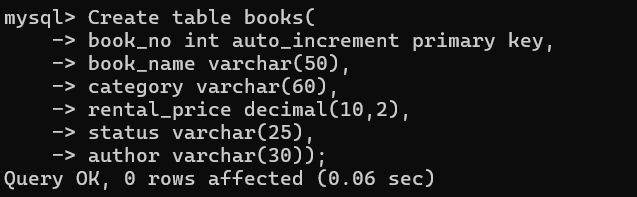 mysql> Create table books(
    -> book_no int auto_increment primary key,
    -> book_name varchar(50),
    -> category varchar(60),
    -> rental_price decimal(10,2),
    -> status varchar(25),
    -> author varchar(30));
Query OK, 0 rows affected (0.06 sec)